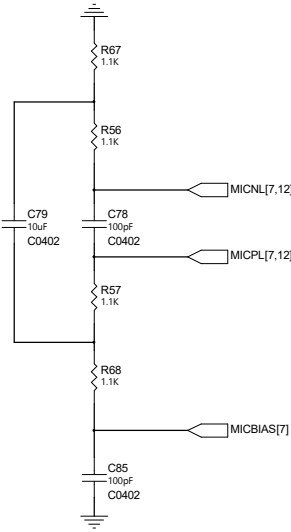 R67
1.1K
R56
1.1K
MICNL[7,12]
C79
10uF
C0402
C78
100pF
C0402
MICPL[7,12]
R57
1.1K
R68
1.1K
MICBIAS[7]
C85
100pF
C0402